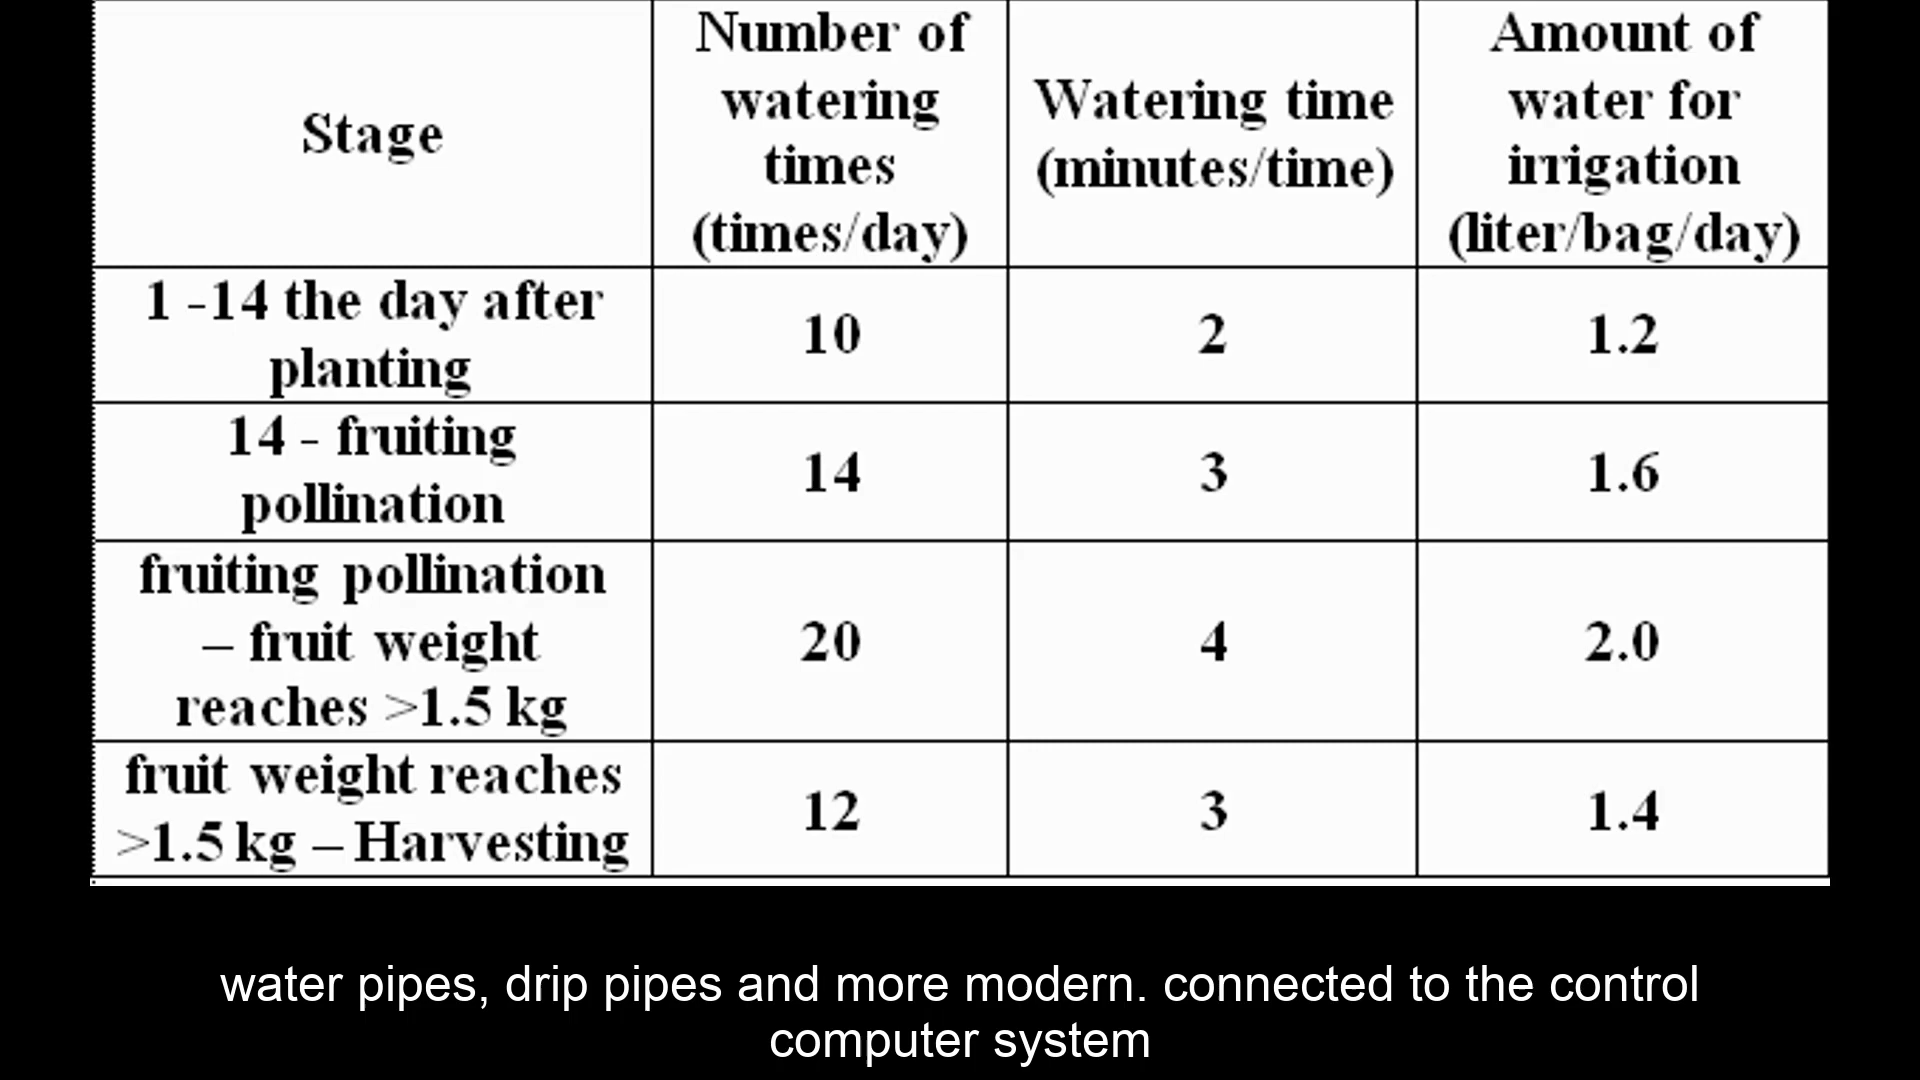 Stage
Number of
watering
times
(times/day)
Watering time
(minutes/time)
Amount of
water for
irrigation
(liter/bag/day)
1 -14 the day after
planting
10
2
1.2
14 - fruiting
pollination
14
3
1.6
fruiting pollination
– fruit weight
reaches >1.5 kg
20
4
2.0
fruit weight reaches
>1.5 kg – Harvesting
12
3
1.4
water pipes, drip pipes and more modern. connected to the control
computer system